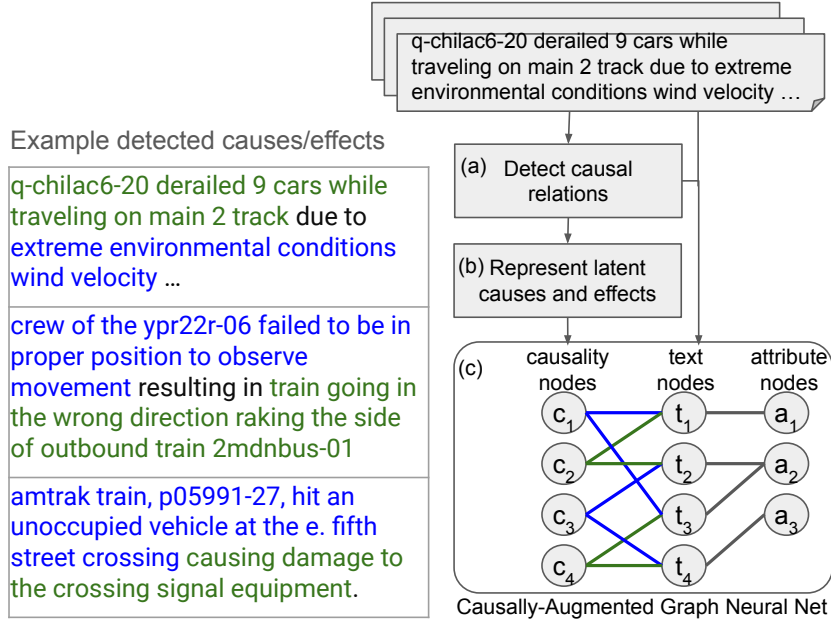 q-chilac6-20 derailed 9 cars while
traveling on main 2 track due to extreme
environmental conditions wind velocity ...
Example detected causes/effects
q-chilac6-20 derailed 9 cars while
traveling on main 2 track due to
extreme environmental conditions
wind velocity ...
crew of the ypr22r-06 failed to be in
proper position to observe
movement resulting in train going in
the wrong direction raking the side
of outbound train 2mdnbus-01
amtrak train, p05991-27, hit an
unoccupied vehicle at the e. fifth
street crossing causing damage to
the crossing signal equipment.
(a) Detect causal
relations
(b) Represent latent
causes and effects
(c) causality text attribute
nodes nodes nodes
c1 t1 a1
c2 t2 a2
c3 t3 a3
c4 t4
Causally-Augmented Graph Neural Net